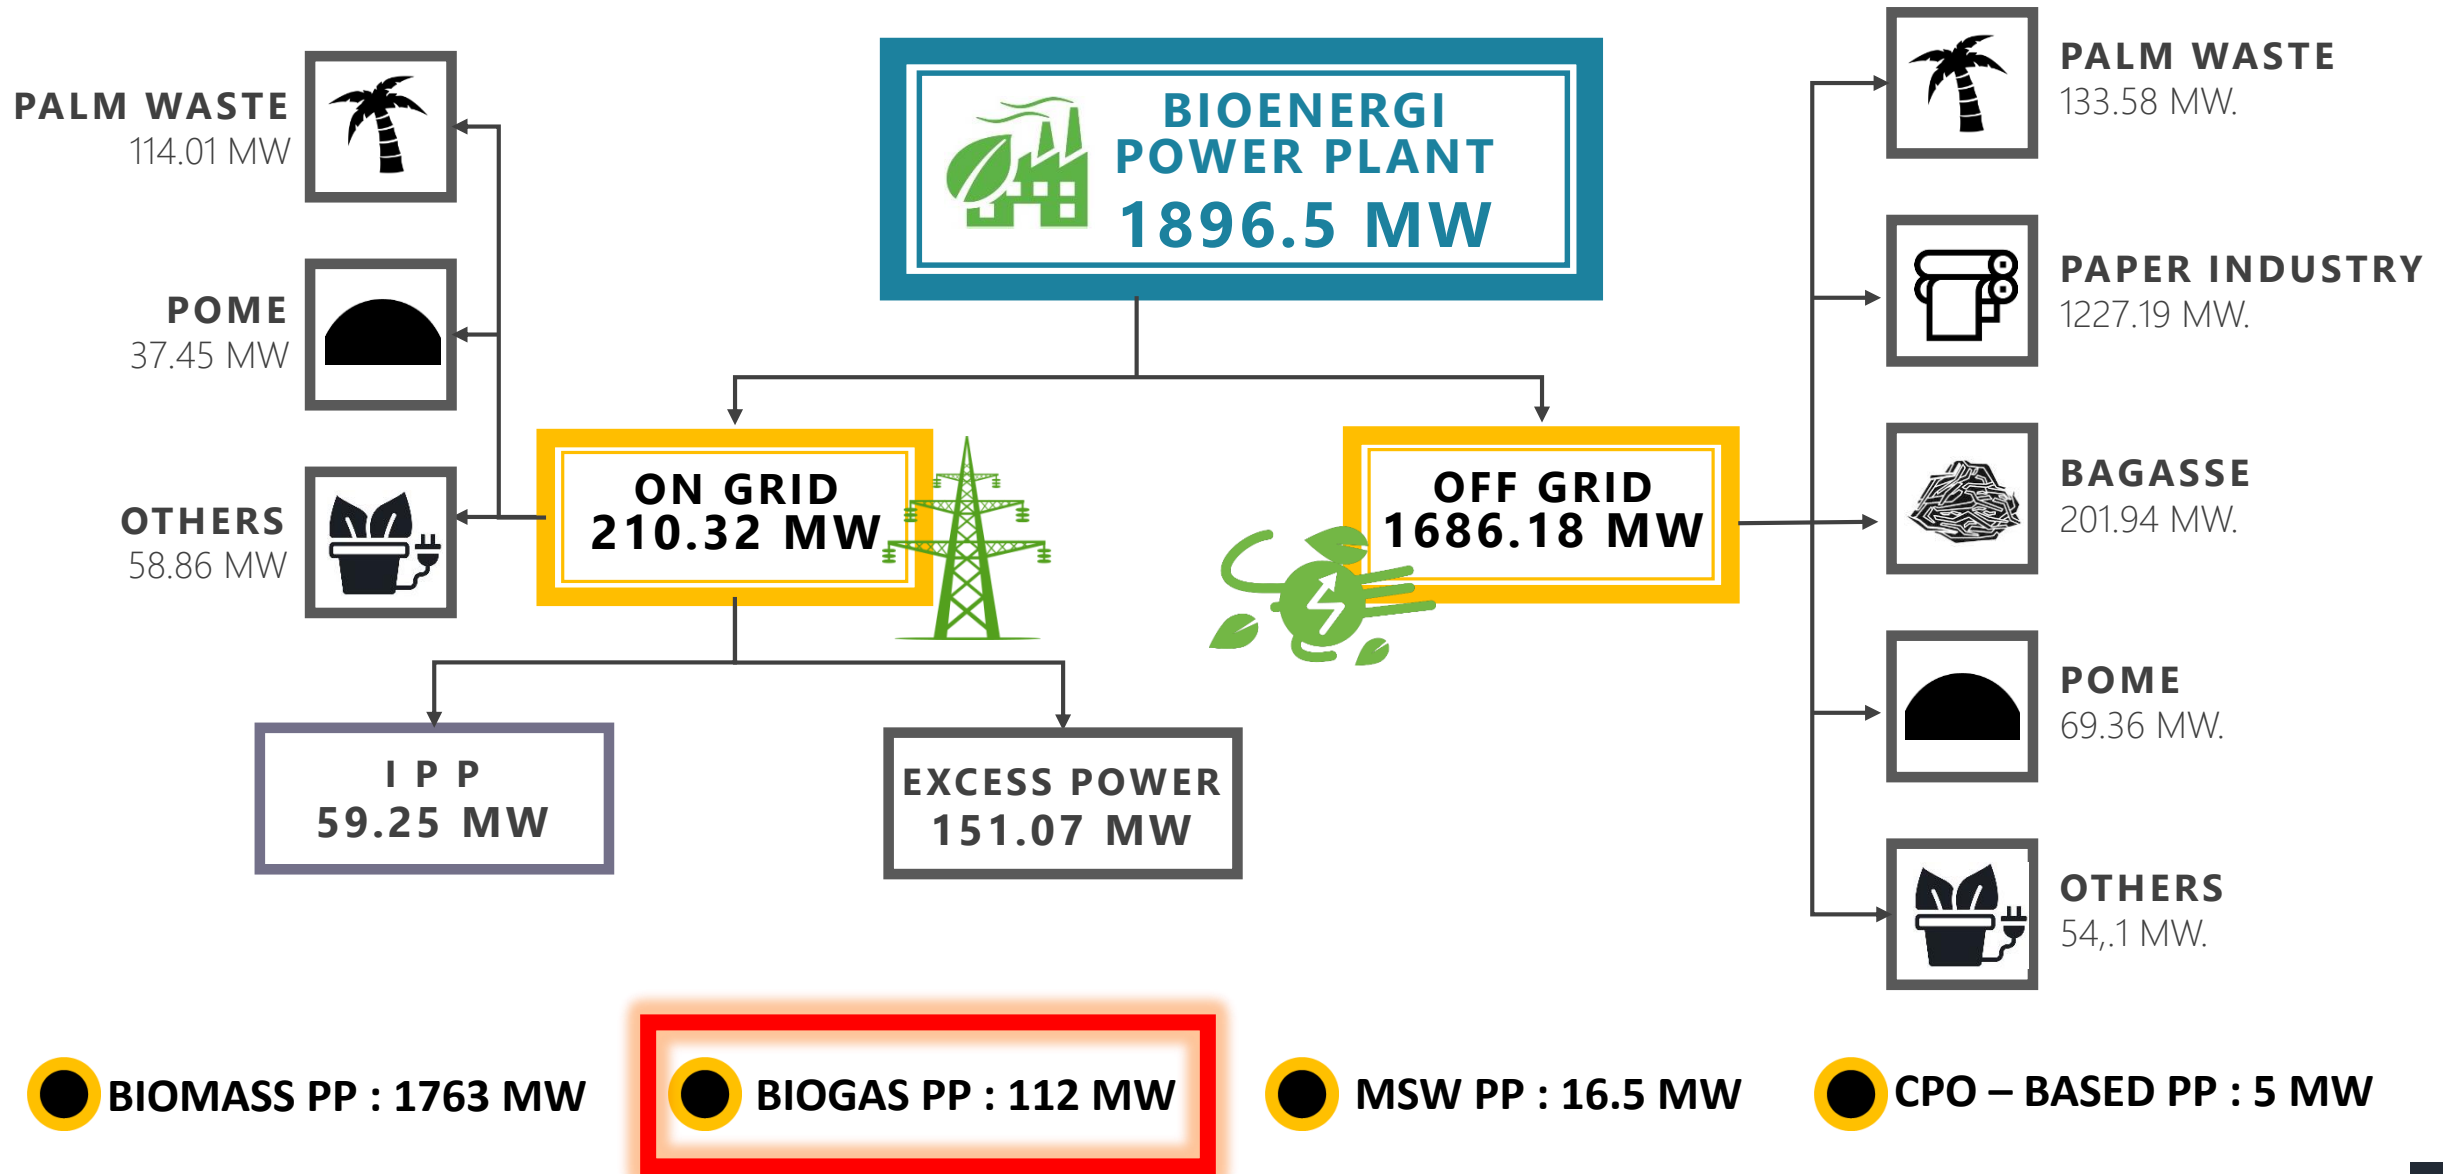 BIOENERGI
POWER PLANT
1896.5 MW
PALM WASTE
114.01 MW
POME
37.45 MW
OTHERS
58.86 MW
ON GRID
210.32 MW
OFF GRID
1686.18 MW
I P P
59.25 MW
EXCESS POWER
151.07 MW
PALM WASTE
133.58 MW.
PAPER INDUSTRY
1227.19 MW.
BAGASSE
201.94 MW.
POME
69.36 MW.
OTHERS
54,.1 MW.
BIOMASS PP : 1763 MW
BIOGAS PP : 112 MW
MSW PP : 16.5 MW
CPO – BASED PP : 5 MW